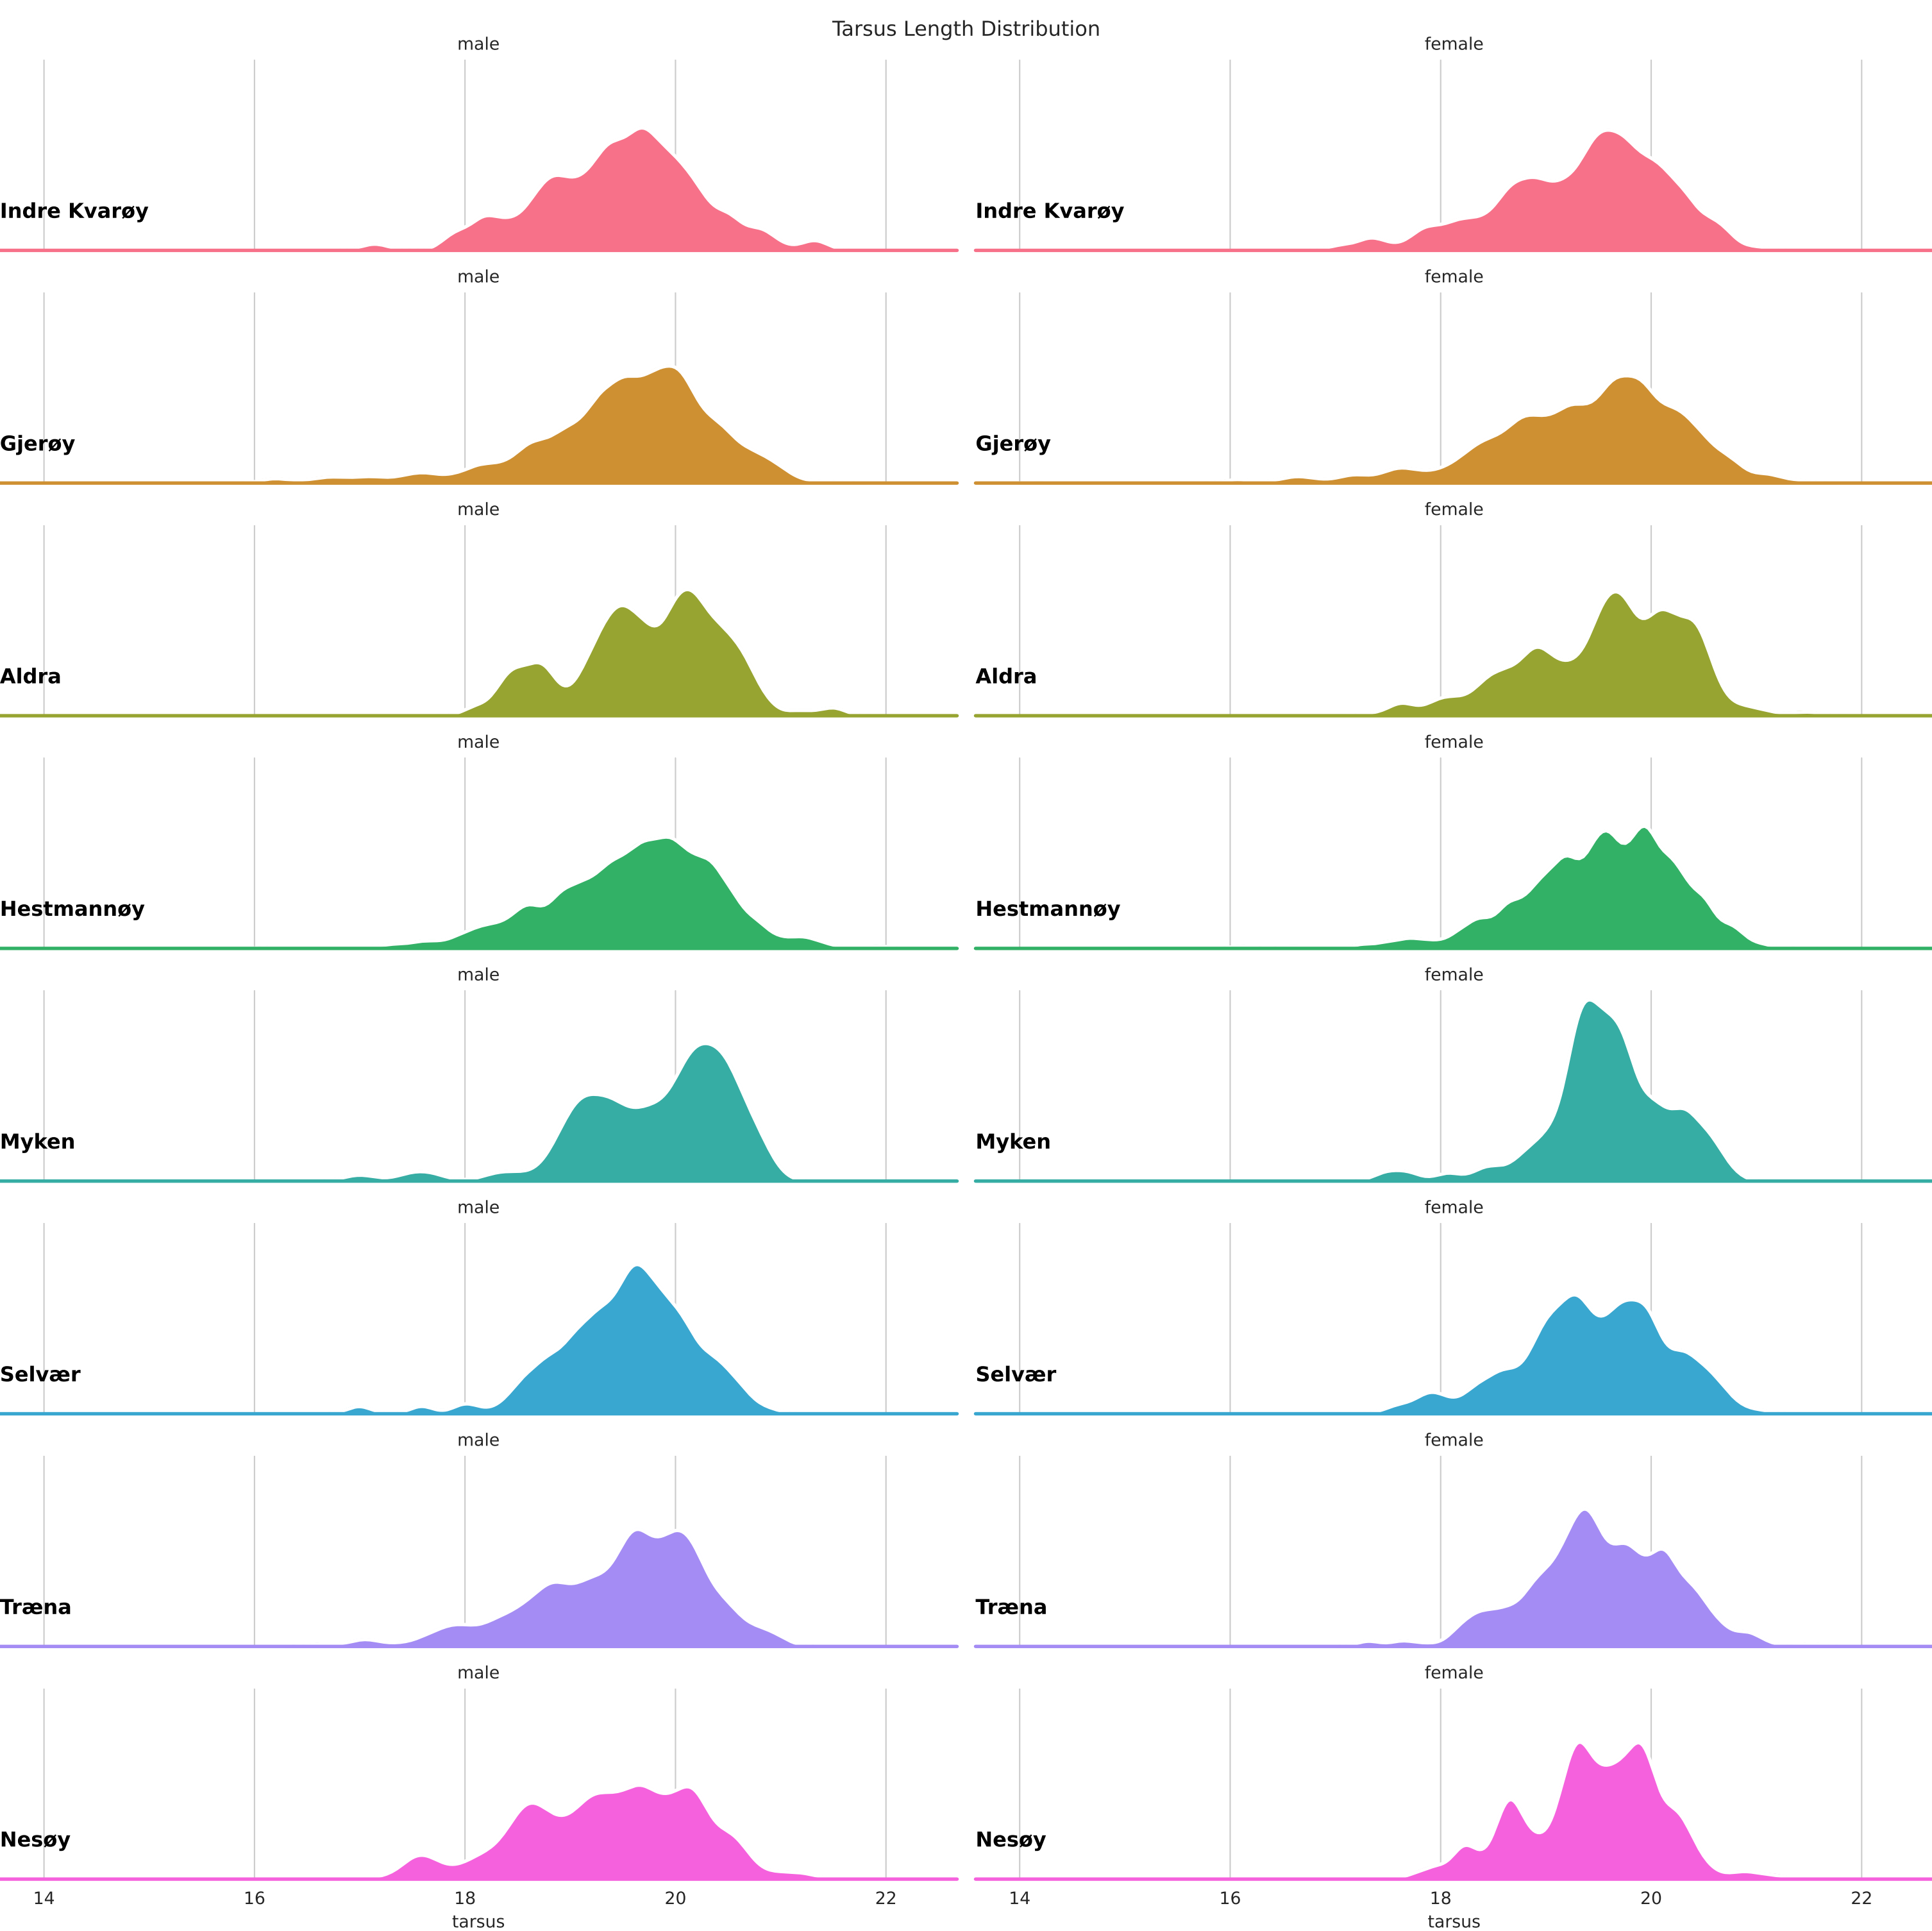 Tarsus Length Distribution
male female
Indre Kvarøy Indre Kvarøy
male female
Gjerøy Gjerøy
male female
Aldra Aldra
male female
Hestmannøy Hestmannøy
male female
Myken Myken
male female
Selvær Selvær
male female
Træna Træna
male female
Nesøy Nesøy
14 16 18 20 22 14 16 18 20 22
tarsus tarsus